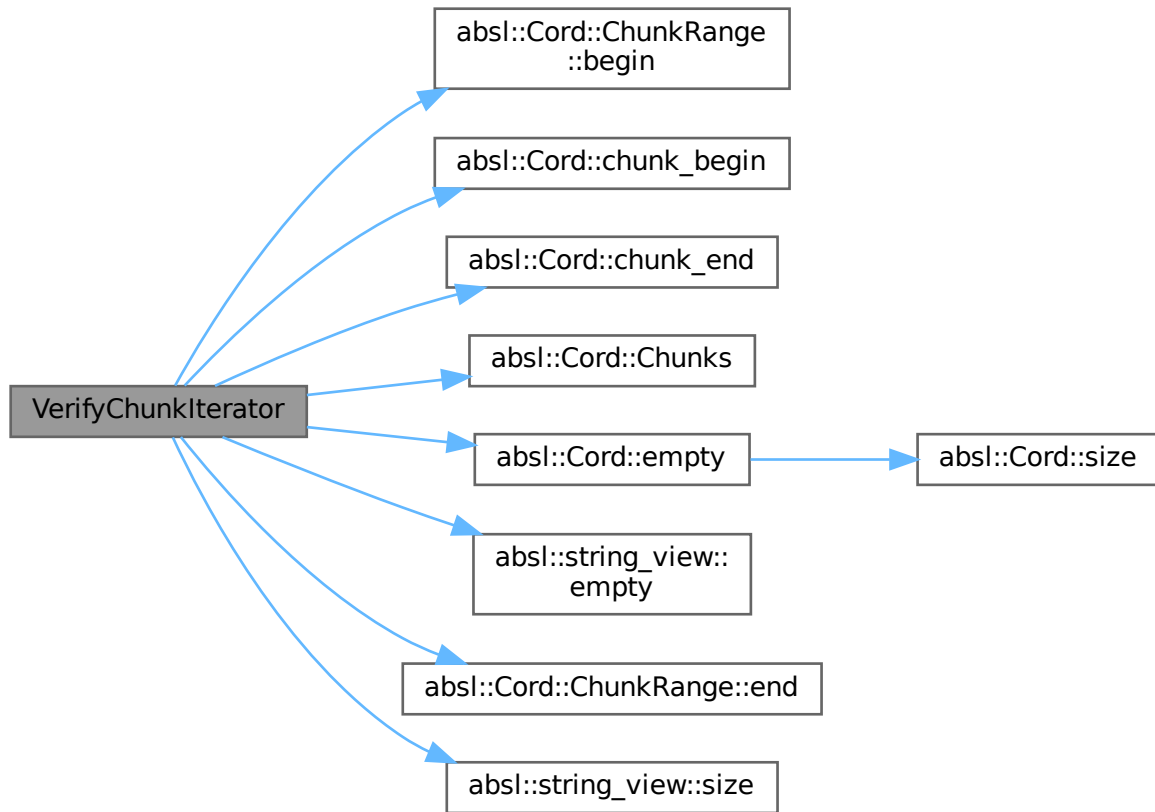 absl::Cord::ChunkRange
::begin
absl::Cord::chunk_begin
absl::Cord::chunk_end
absl::Cord::Chunks
VerifyChunkIterator
absl::Cord::empty
absl::Cord::size
absl::string_view::
empty
absl::Cord::ChunkRange::end
absl::string_view::size